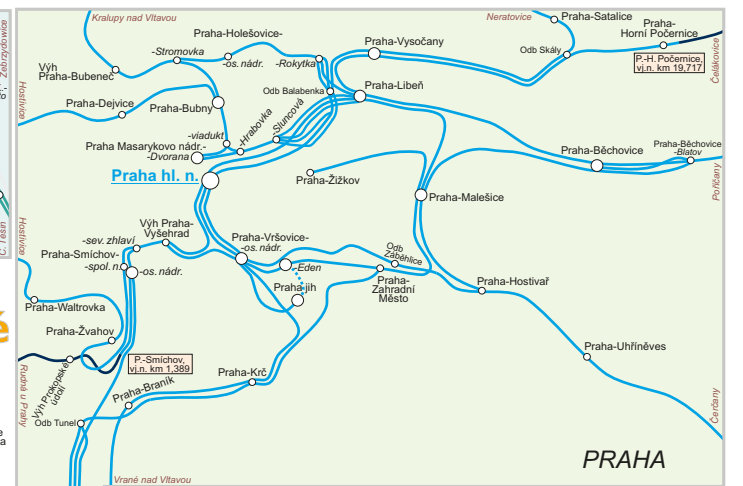 Kralupy nad Vltavou
Neratovice
Praha-Satalice
Praha-
Horní Počernice
P.-H. Počernice,
vj.n. km 19,717
Čelákovice
Praha-Holešovice-
-os. nádr.
-Stromovka
Praha-Vysočany
-Rokytka
Odb Skály
Výh
Praha-Bubeneč
Odb Balabenka
Praha-Libeň
Hostivice
Praha-Dejvice
Praha-Bubny
-viadukt
-Hrabovka
-Sluncová
Praha Masarykovo nádr.-
-Dvorana
Praha hl. n.
Praha-Žižkov
Praha-Běchovice
Praha-Běchovice
-Blatov
Poříčany
Praha-Malešice
Hostivice
Výh Praha-
Vyšehrad
-sev. zhlaví
Praha-Smíchov-
-spol. n.
-os. nádr.
Praha-Vršovice-
-os. nádr.
-Eden
Praha-jih
Odb
Záběhlice
Praha-
Zahradní
Město
Praha-Hostivař
Praha-Waltrovka
Praha-Žvahov
P.-Smíchov,
vj.n. km 1,389
Praha-Uhříněves
Rudná u Prahy
Výh Prokopské
údolí
Praha-Krč
Praha-Braník
Odb Tunel
Čerčany
Vrané nad Vltavou
PRAHA
Zebrzydowice
C. Těšín